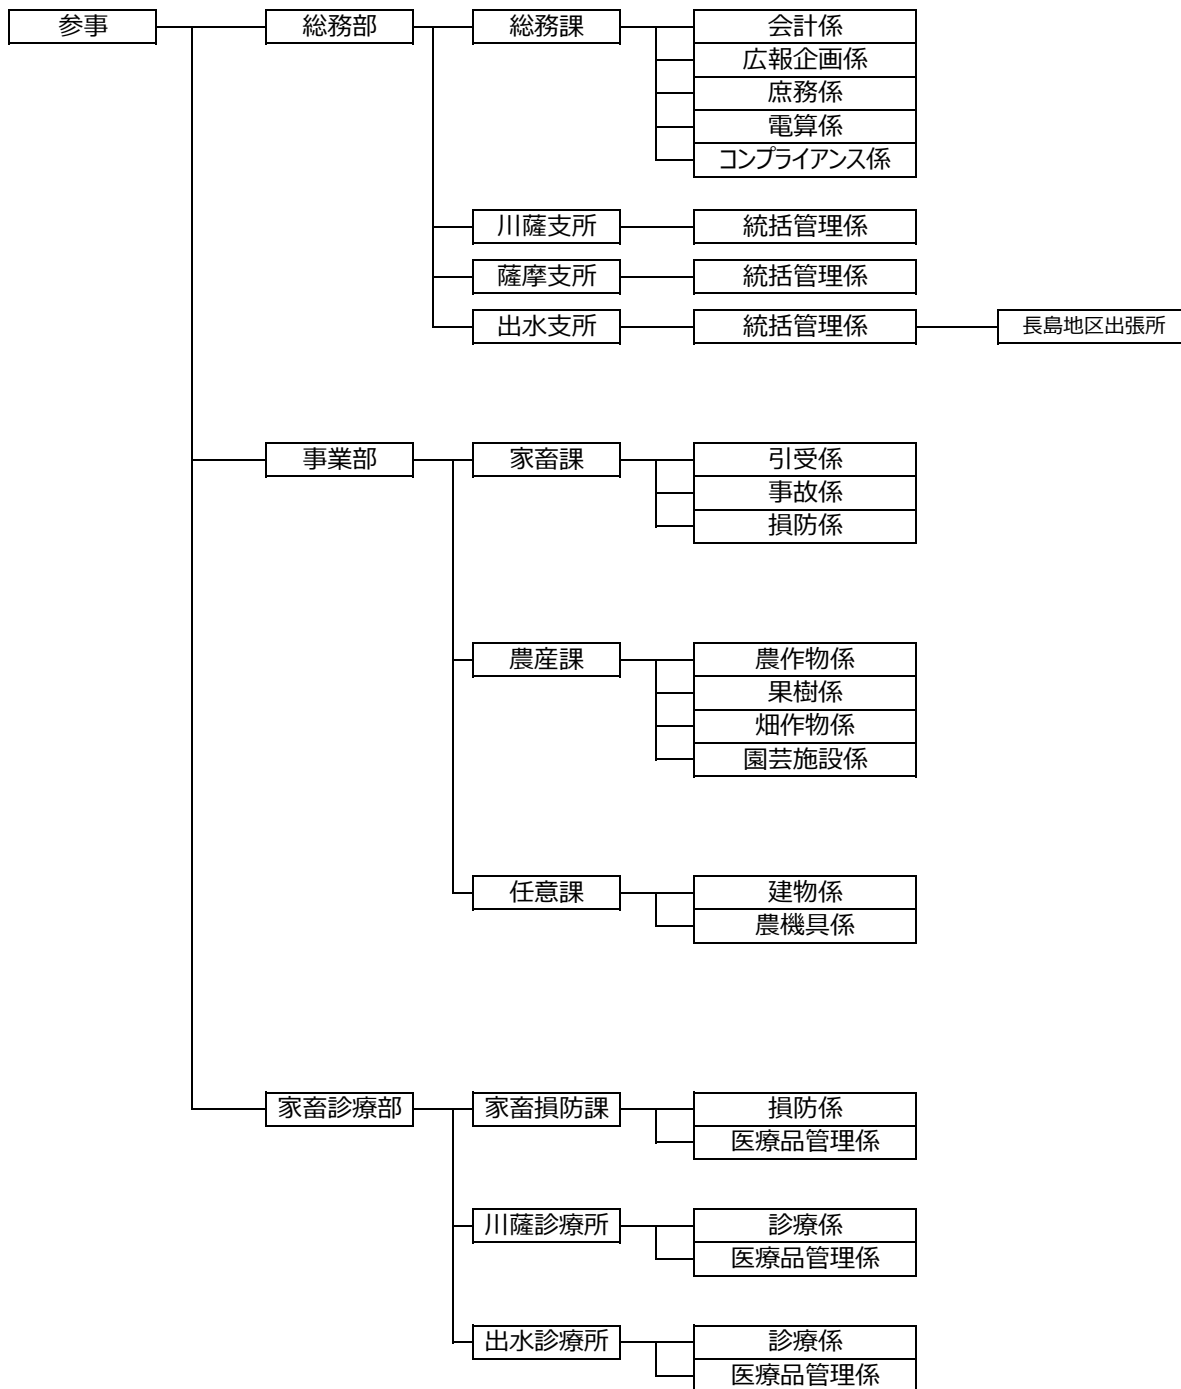 参事
総務部
総務課
会計係
広報企画係
庶務係
電算係
コンプライアンス係
川薩支所
統括管理係
薩摩支所
統括管理係
出水支所
統括管理係
長島地区出張所
事業部
家畜課
引受係
事故係
損防係
農産課
農作物係
果樹係
畑作物係
園芸施設係
任意課
建物係
農機具係
家畜診療部
家畜損防課
損防係
医療品管理係
川薩診療所
診療係
医療品管理係
出水診療所
診療係
医療品管理係